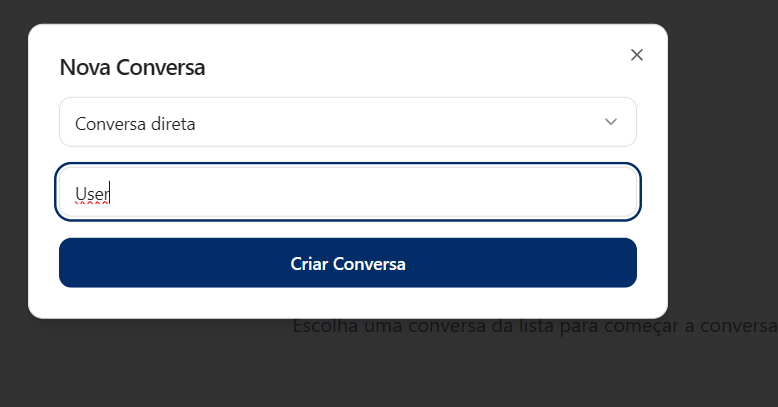 Nova Conversa
Conversa direta
User
Criar Conversa
Escolha uma conversa da lista para começar a conversa